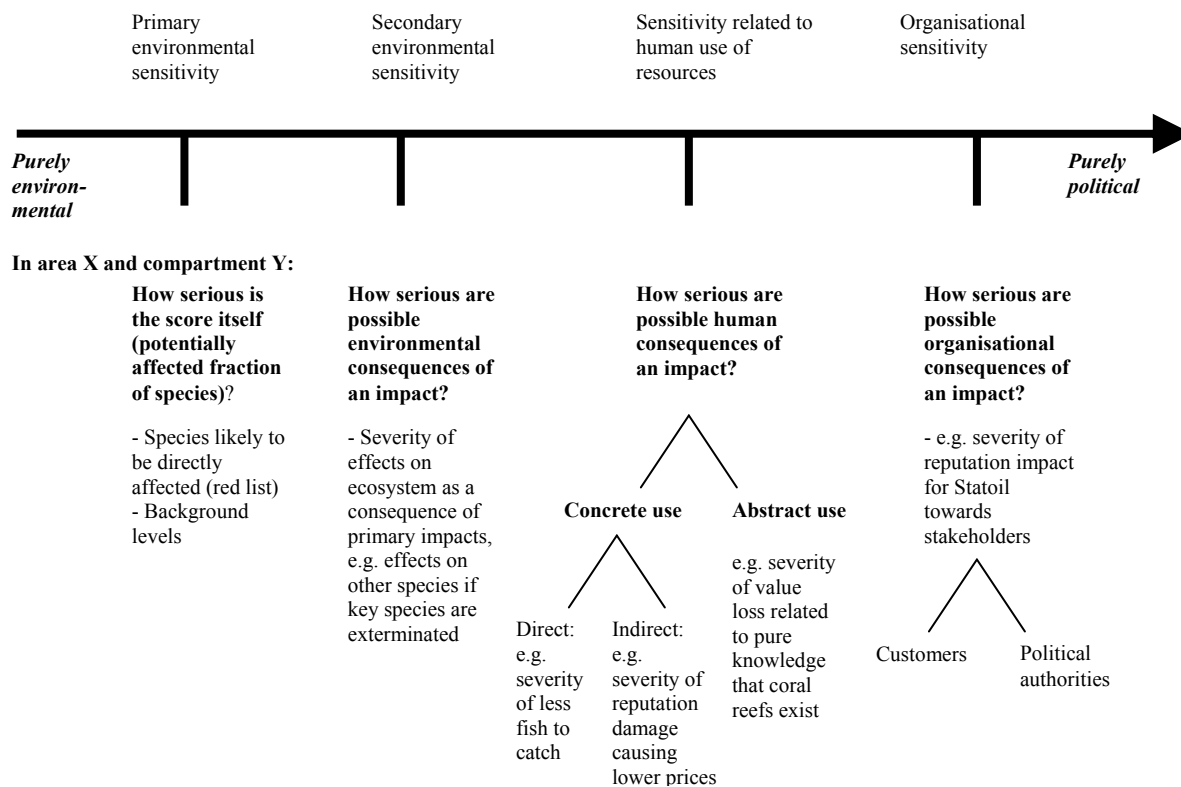 Primary
environmental
sensitivity
Secondary
environmental
sensitivity
Sensitivity related to
human use of
resources
Organisational
sensitivity
Purely
environ-
mental
Purely
political
In area X and compartment Y:
How serious is
the score itself
(potentially
affected fraction
of species)?
- Species likely to
be directly
affected (red list)
- Background
levels
How serious are
possible
environmental
consequences of
an impact?
- Severity of
effects on
ecosystem as a
consequence of
primary impacts,
e.g. effects on
other species if
key species are
exterminated
How serious are
possible human
consequences of
an impact?
Concrete use
Direct:
e.g.
severity
of less
fish to
catch
Indirect:
e.g.
severity of
reputation
damage
causing
lower prices
Abstract use
e.g. severity
of value
loss related
to pure
knowledge
that coral
reefs exist
How serious are
possible
organisational
consequences of
an impact?
- e.g. severity of
reputation impact
for Statoil
towards
stakeholders
Customers
Political
authorities